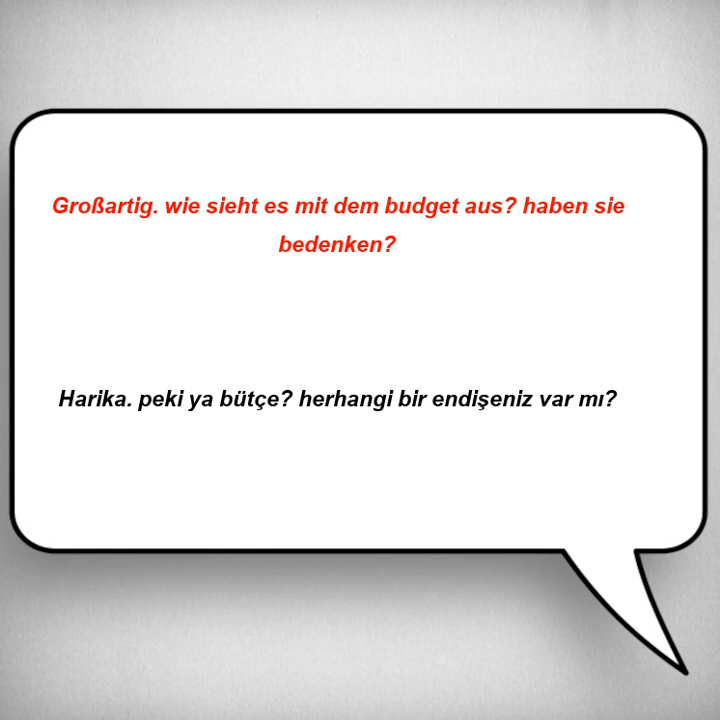 Großartig. wie sieht es mit dem budget aus? haben sie
bedenken?
Harika. peki ya bütçe? herhangi bir endişeniz var mı?